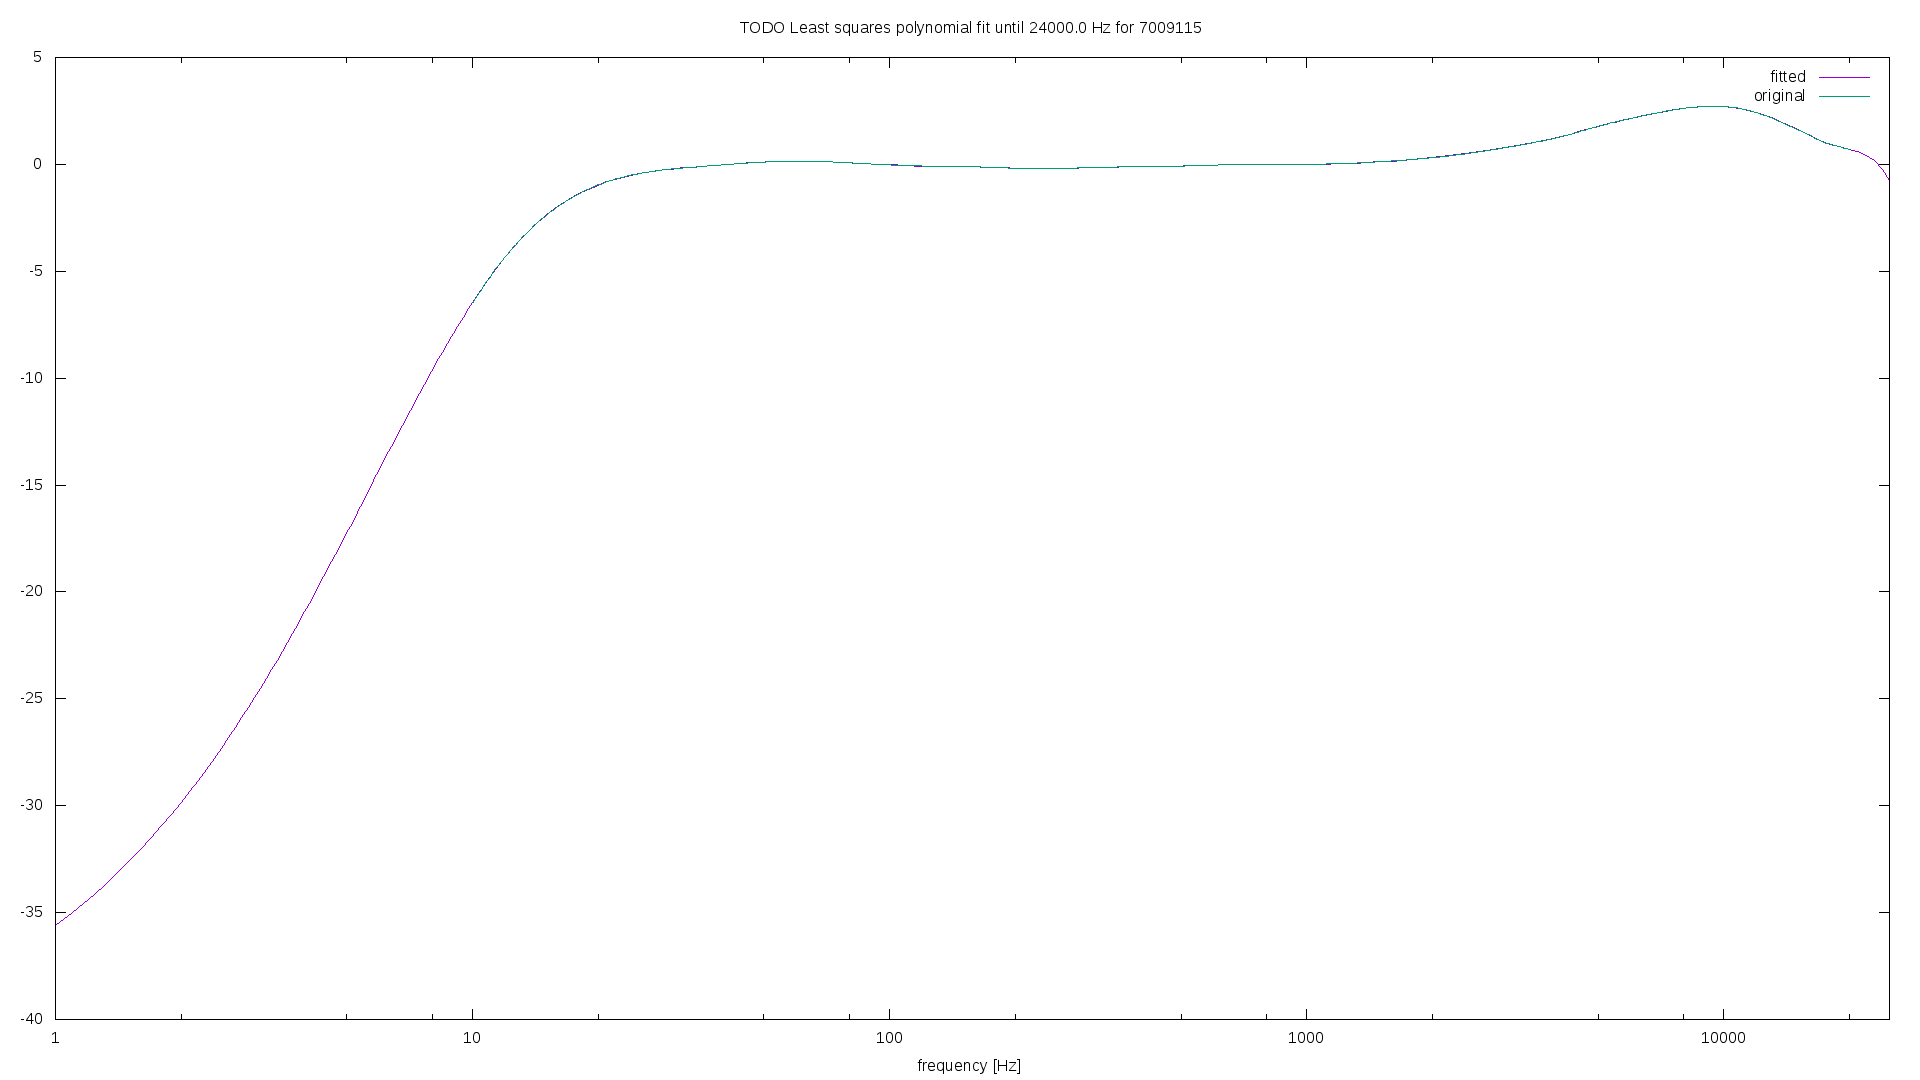 TODO Least squares polynomial fit until 24000.0 Hz for 7009115
5
fitted
original
0
-5
-10
-15
-20
-25
-30
-35
-40
1 10 100 1000 10000
frequency [Hz]